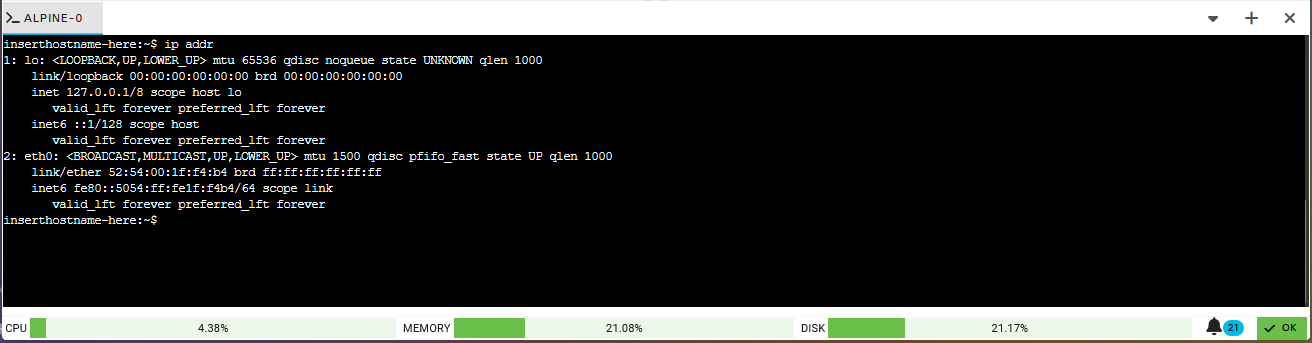 ALPINE-0
inserthostname-here:~$ ip addr
1: lo: <LOOPBACK,UP,LOWER_UP> mtu 65536 qdisc noqueue state UNKNOWN qlen 1000
    link/loopback 00:00:00:00:00:00 brd 00:00:00:00:00:00
    inet 127.0.0.1/8 scope host lo
       valid_lft forever preferred_lft forever
    inet6 ::1/128 scope host
       valid_lft forever preferred_lft forever
2: eth0: <BROADCAST,MULTICAST,UP,LOWER_UP> mtu 1500 qdisc pfifo_fast state UP qlen 1000
    link/ether 52:54:00:1f:f4:b4 brd ff:ff:ff:ff:ff:ff
    inet6 fe80::5054:ff:fe1f:f4b4/64 scope link
       valid_lft forever preferred_lft forever
inserthostname-here:~$
CPU 4.38% MEMORY 21.08% DISK 21.17% 21 OK